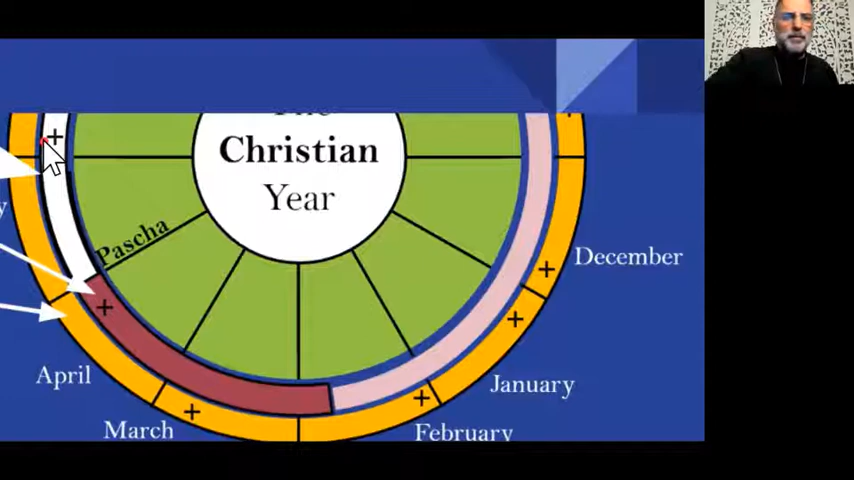 Christian
Year
Pascha
December
April
January
March
February